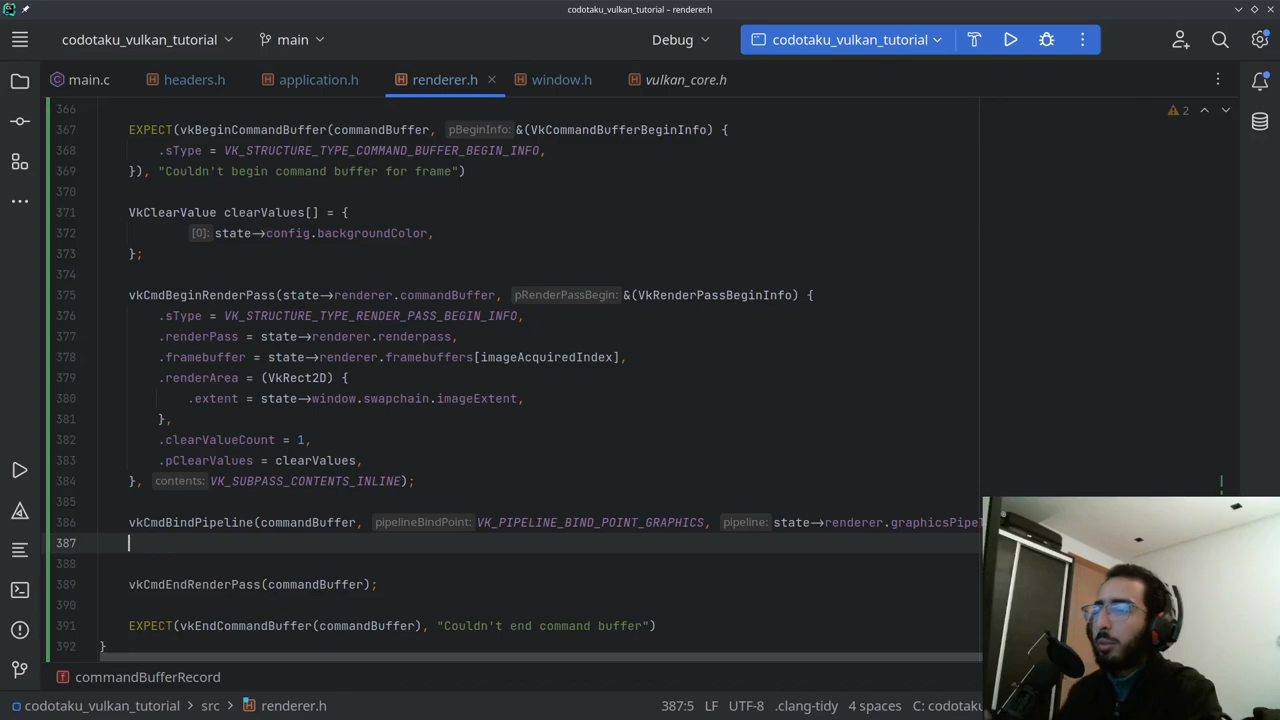 codotaku_vulkan_tutorial – renderer.h
codotaku_vulkan_tutorial main Debug codotaku_vulkan_tutorial
main.c headers.h application.h renderer.h window.h vulkan_core.h
366
367 EXPECT(vkBeginCommandBuffer(commandBuffer, pBeginInfo: &(VkCommandBufferBeginInfo) { 2
368 .sType = VK_STRUCTURE_TYPE_COMMAND_BUFFER_BEGIN_INFO,
369 }), "Couldn't begin command buffer for frame")
370
371 VkClearValue clearValues[] = {
372 [0]: state→config.backgroundColor,
373 };
374
375 vkCmdBeginRenderPass(state→renderer.commandBuffer, pRenderPassBegin: &(VkRenderPassBeginInfo) {
376 .sType = VK_STRUCTURE_TYPE_RENDER_PASS_BEGIN_INFO,
377 .renderPass = state→renderer.renderpass,
378 .framebuffer = state→renderer.framebuffers[imageAcquiredIndex],
379 .renderArea = (VkRect2D) {
380 .extent = state→window.swapchain.imageExtent,
381 },
382 .clearValueCount = 1,
383 .pClearValues = clearValues,
384 }, contents: VK_SUBPASS_CONTENTS_INLINE);
385
386 vkCmdBindPipeline(commandBuffer, pipelineBindPoint: VK_PIPELINE_BIND_POINT_GRAPHICS, pipeline: state→renderer.graphicsPipel
387
388
389 vkCmdEndRenderPass(commandBuffer);
390
391 EXPECT(vkEndCommandBuffer(commandBuffer), "Couldn't end command buffer")
392 }
f commandBufferRecord
codotaku_vulkan_tutorial > src > renderer.h 387:5 LF UTF-8 .clang-tidy 4 spaces C: codotaku